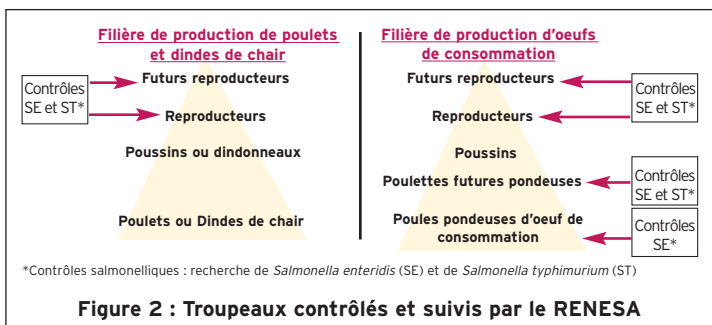 Filière de production de poulets
et dindes de chair
Contrôles
SE et ST*
Futurs reproducteurs
Reproducteurs
Poussins ou dindonneaux
Poulets ou Dindes de chair
Filière de production d'oeufs
de consommation
Futurs reproducteurs
Reproducteurs
Contrôles
SE et ST*
Poussins
Poulettes futures pondeuses
Contrôles
SE et ST*
Poules pondeuses d'oeuf de
consommation
Contrôles
SE*
*Contrôles salmonelliques : recherche de Salmonella enteridis (SE) et de Salmonella typhimurium (ST)
Figure 2 : Troupeaux contrôlés et suivis par le RENESA